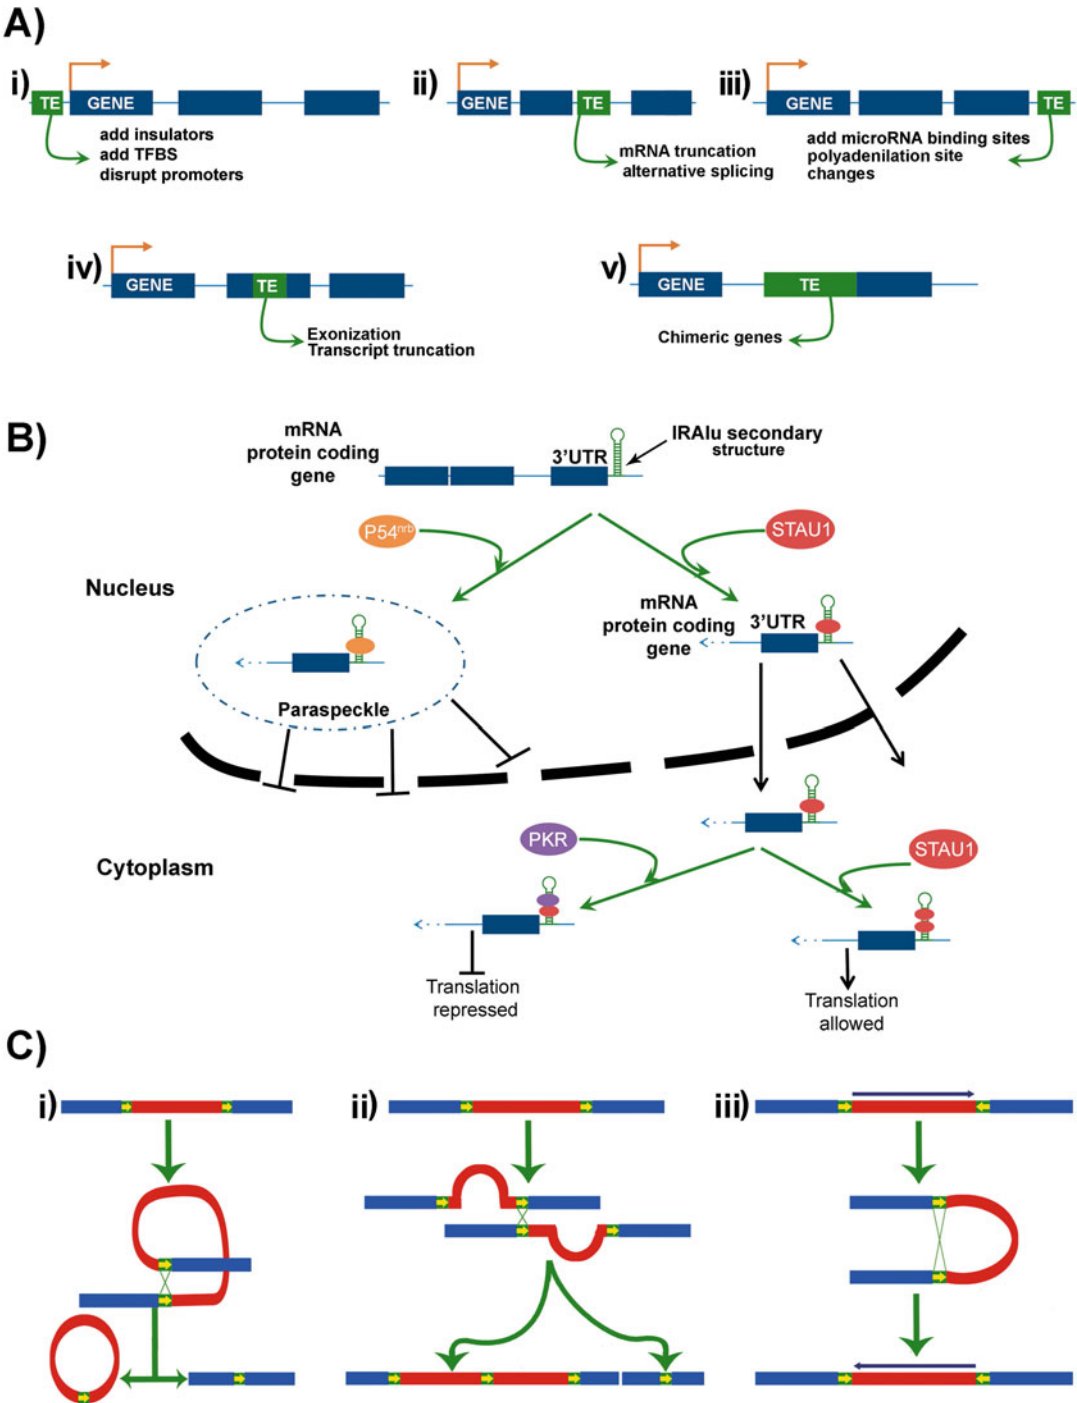 A)
i)
TE GENE
add insulators
add TFBS
disrupt promoters
ii)
GENE TE
mRNA truncation
alternative splicing
iii)
GENE TE
add microRNA binding sites
polyadenilation site
changes
iv)
GENE TE
Exonization
Transcript truncation
v)
GENE TE
Chimeric genes
B)
mRNA
protein coding
gene
3'UTR
IRAlu secondary
structure
P54nrb
STAU1
Nucleus
mRNA
protein coding
gene
3'UTR
Paraspeckle
Cytoplasm
PKR
STAU1
Translation
repressed
Translation
allowed
C)
i)
ii)
iii)